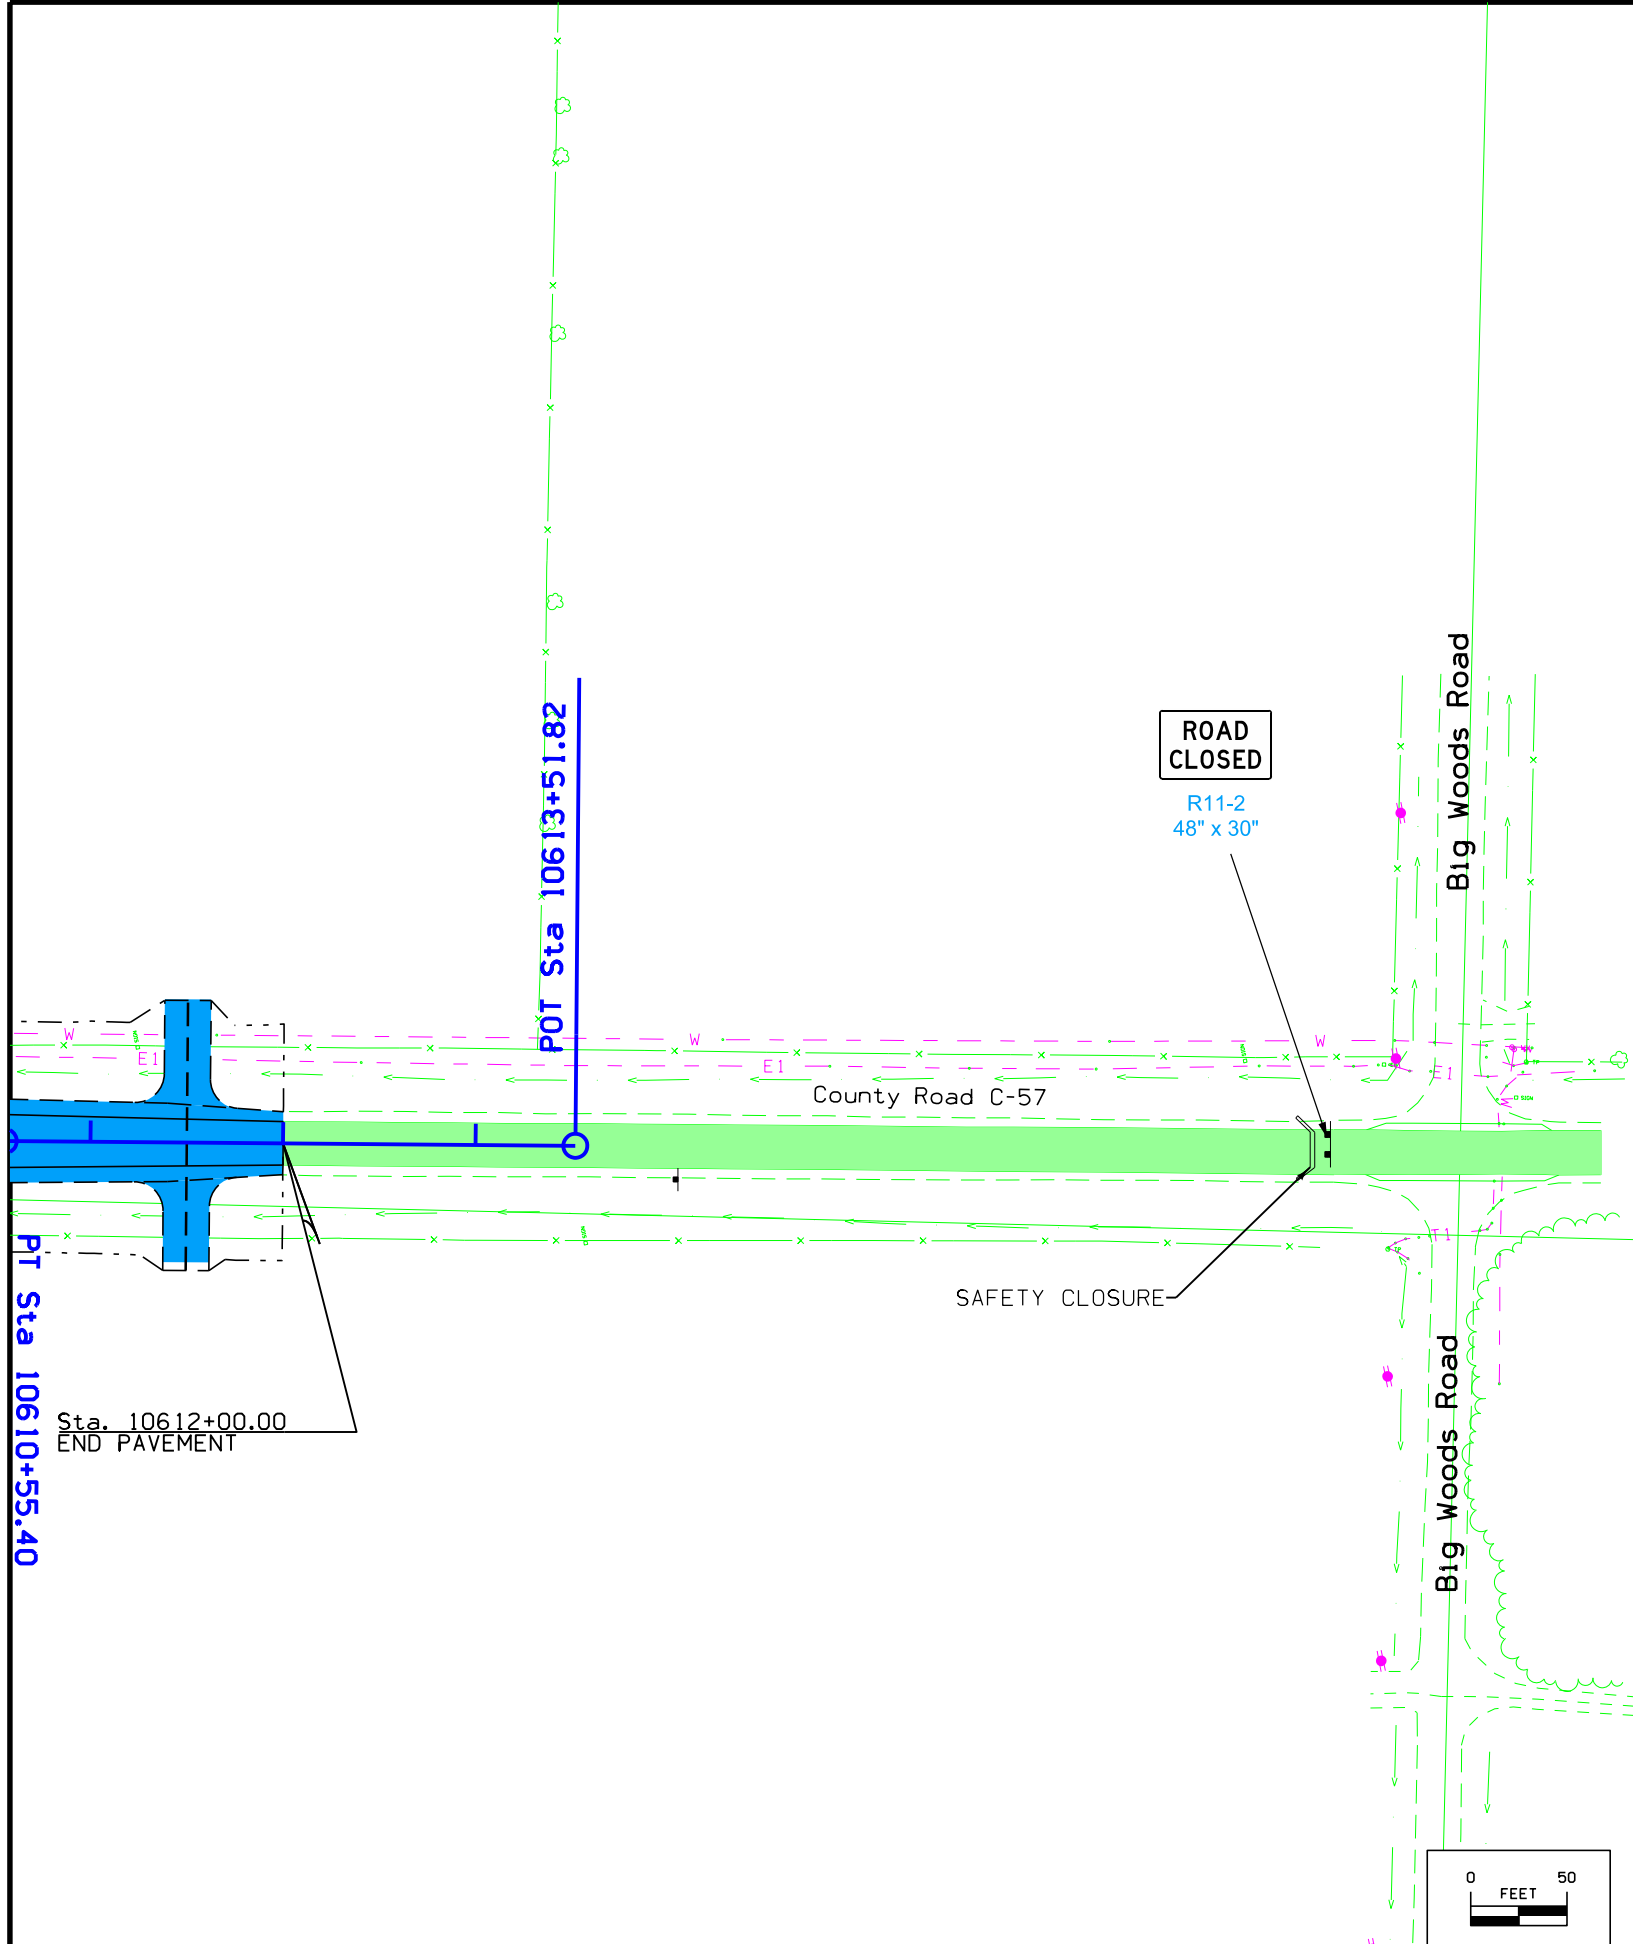 Big Woods Road
POT Sta 10613+51.82
ROAD
CLOSED
R11-2
48" x 30"
W
W
W
E1
E1
E1
County Road C-57
W
T1
SAFETY CLOSURE
PT Sta 10610+55.40
Big Woods Road
Sta. 10612+00.00
END PAVEMENT
0 50
FEET